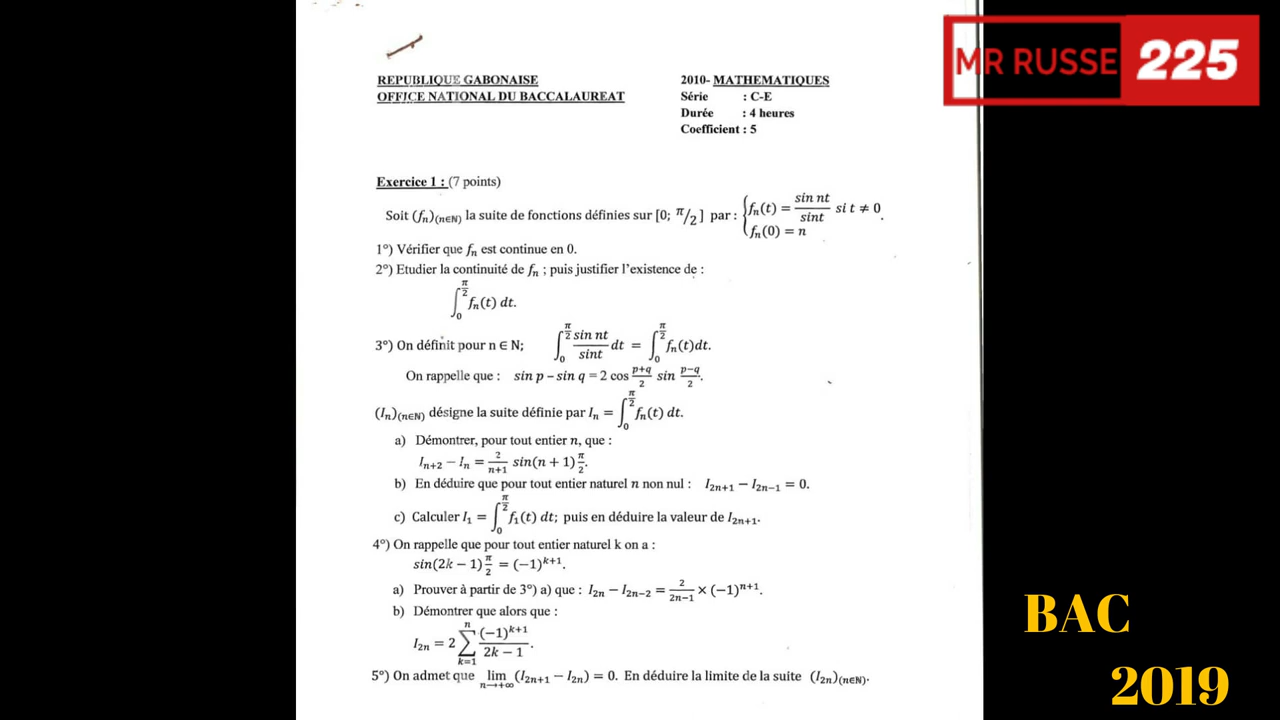 MR RUSSE 225
REPUBLIQUE GABONAISE
OFFICE NATIONAL DU BACCALAUREAT
2010- MATHEMATIQUES
Série : C-E
Durée : 4 heures
Coefficient : 5
Exercice 1 : (7 points)
Soit (fₙ)₍ₙ∈ℕ₎ la suite de fonctions définies sur [0; π/2] par : { fₙ(t) = sin nt / sint si t ≠ 0 .
fₙ(0) = n
1°) Vérifier que fₙ est continue en 0.
2°) Etudier la continuité de fₙ ; puis justifier l'existence de :
∫₀^(π/2) fₙ(t) dt.
3°) On définit pour n ∈ N; ∫₀^(π/2) sin nt / sint dt = ∫₀^(π/2) fₙ(t)dt.
On rappelle que : sin p – sin q = 2 cos (p+q)/2 sin (p−q)/2.
(Iₙ)₍ₙ∈ℕ₎ désigne la suite définie par Iₙ = ∫₀^(π/2) fₙ(t) dt.
a) Démontrer, pour tout entier n, que :
Iₙ₊₂ − Iₙ = 2/(n+1) sin(n + 1) π/2.
b) En déduire que pour tout entier naturel n non nul : I₂ₙ₊₁ − I₂ₙ₋₁ = 0.
c) Calculer I₁ = ∫₀^(π/2) f₁(t) dt; puis en déduire la valeur de I₂ₙ₊₁.
4°) On rappelle que pour tout entier naturel k on a :
sin(2k − 1) π/2 = (−1)^(k+1).
a) Prouver à partir de 3°) a) que : I₂ₙ − I₂ₙ₋₂ = 2/(2n−1) × (−1)^(n+1).
b) Démontrer que alors que :
I₂ₙ = 2 ∑_(k=1)^n (−1)^(k+1) / (2k − 1).
5°) On admet que lim_(n→+∞) (I₂ₙ₊₁ − I₂ₙ) = 0. En déduire la limite de la suite (I₂ₙ)₍ₙ∈ℕ₎.
BAC
2019